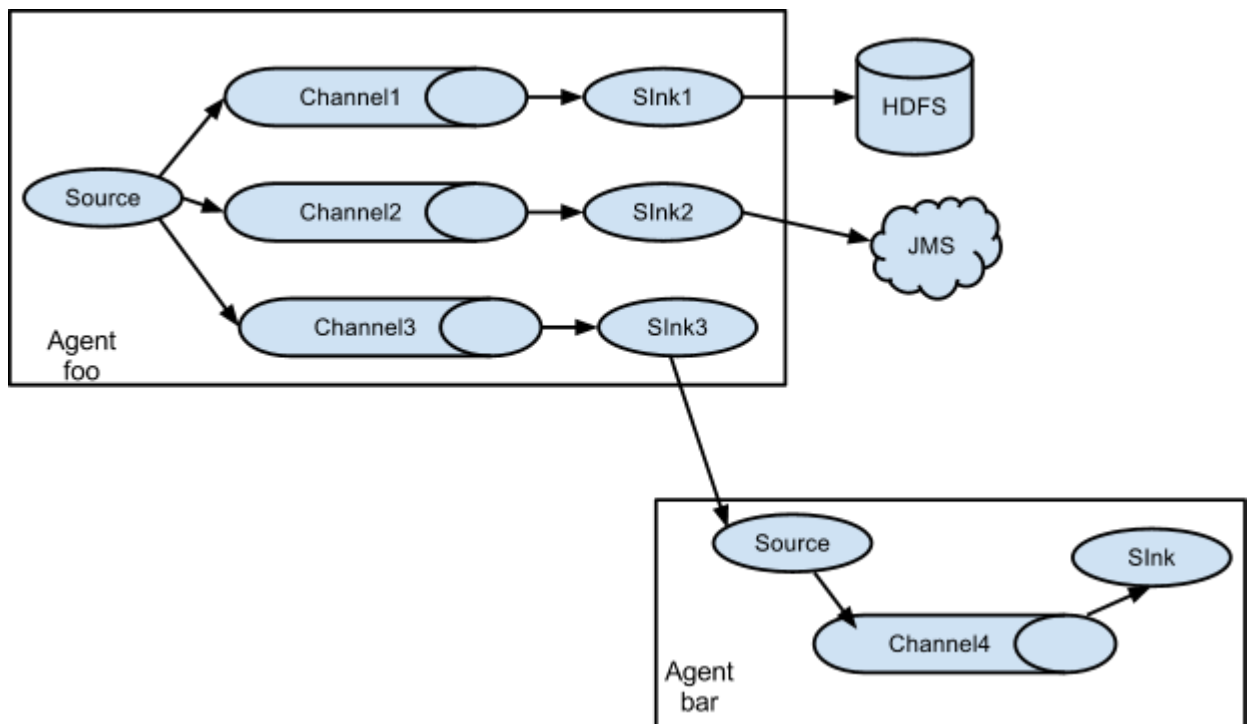 Channel1
SInk1
HDFS
Source
Channel2
SInk2
JMS
Channel3
SInk3
Agent
foo
Source
SInk
Channel4
Agent
bar